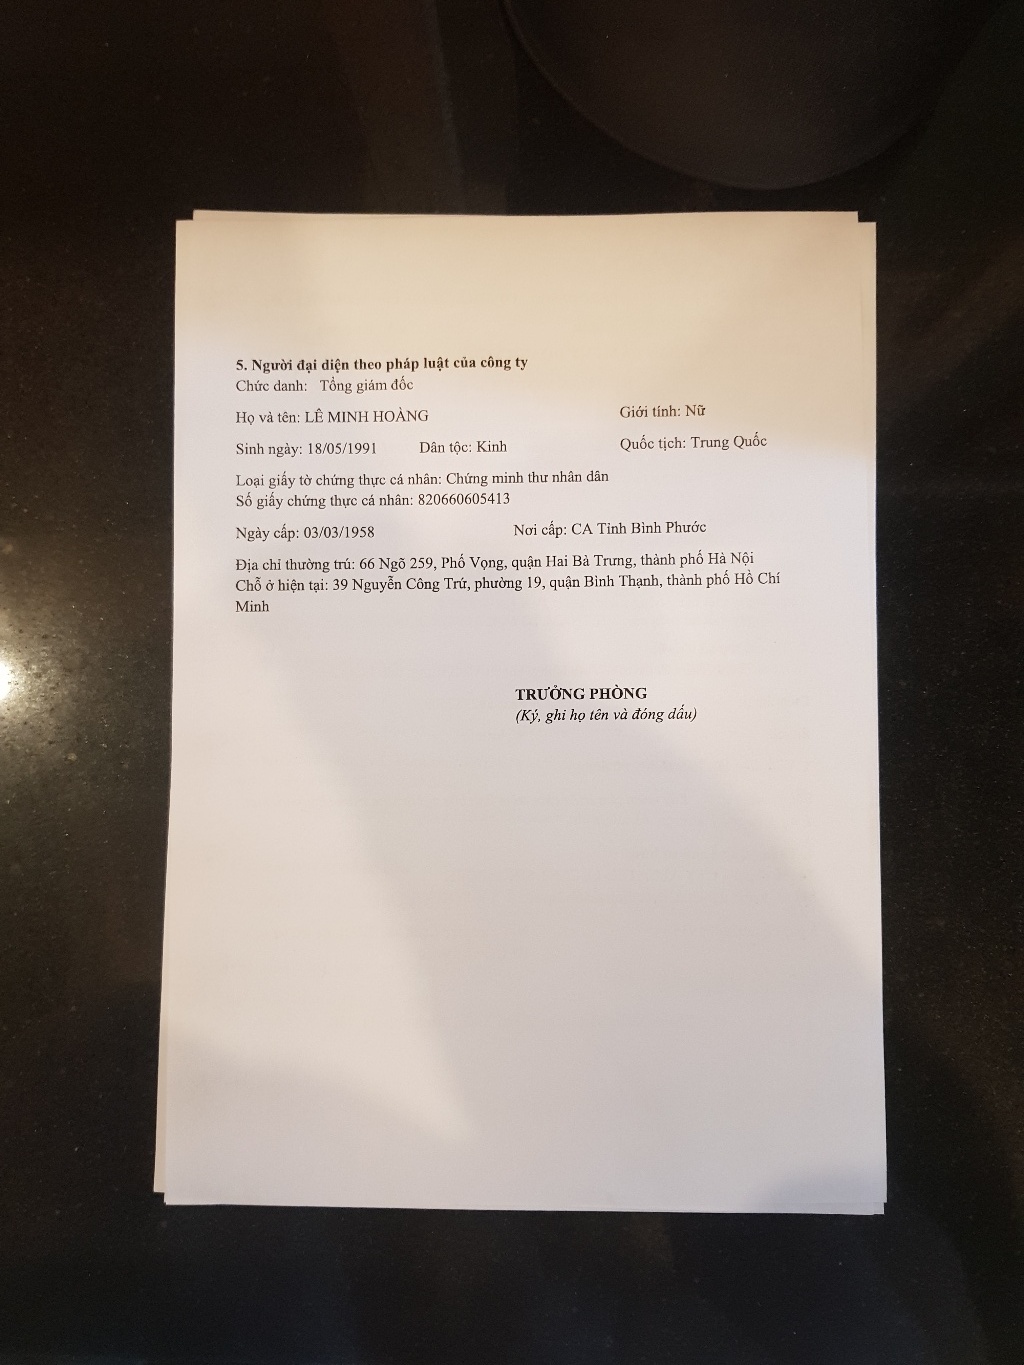 5. Người đại diện theo pháp luật của công ty
Chức danh: Tổng giám đốc
Họ và tên: LÊ MINH HOÀNG Giới tính: Nữ
Sinh ngày: 18/05/1991 Dân tộc: Kinh Quốc tịch: Trung Quốc
Loại giấy tờ chứng thực cá nhân: Chứng minh thư nhân dân
Số giấy chứng thực cá nhân: 820660605413
Ngày cấp: 03/03/1958 Nơi cấp: CA Tỉnh Bình Phước
Địa chỉ thường trú: 66 Ngõ 259, Phố Vọng, quận Hai Bà Trưng, thành phố Hà Nội
Chỗ ở hiện tại: 39 Nguyễn Công Trứ, phường 19, quận Bình Thạnh, thành phố Hồ Chí
Minh
TRƯỞNG PHÒNG
(Ký, ghi họ tên và đóng dấu)